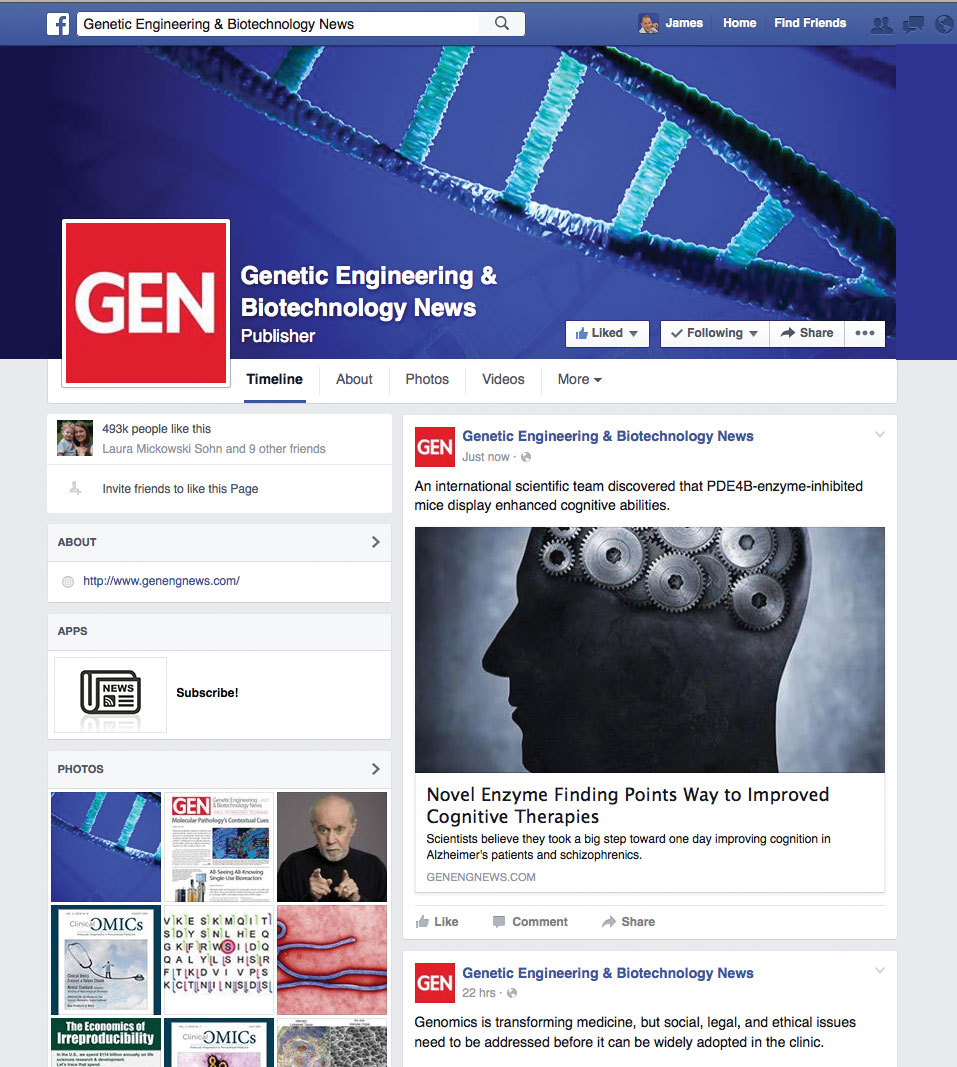 Genetic Engineering & Biotechnology News
James Home Find Friends
GEN
Genetic Engineering &
Biotechnology News
Publisher
Liked Following Share
Timeline About Photos Videos More
493k people like this
Laura Mickowski Sohn and 9 other friends
Invite friends to like this Page
ABOUT
http://www.genengnews.com/
APPS
NEWS
Subscribe!
PHOTOS
GEN Genetic Engineering
& Biotechnology News
Molecular Pathology's Contextual Cues
All-Seeing All-Knowing
Single-Use Bioreactors
Clinical OMICs
VKESKMQIT
SDYSNLHEQ
GKFRWSIDQ
QALYLSHSR
FTKDVIVPS
KCTNIINSDS
The Economics of
Irreproducibility
In the U.S., we spend $114 billion annually on life
sciences research & development.
Let's trace that spend.
Clinical OMICs
GEN
Genetic Engineering & Biotechnology News
Just now
An international scientific team discovered that PDE4B-enzyme-inhibited
mice display enhanced cognitive abilities.
Novel Enzyme Finding Points Way to Improved
Cognitive Therapies
Scientists believe they took a big step toward one day improving cognition in
Alzheimer's patients and schizophrenics.
GENENGNEWS.COM
Like Comment Share
GEN
Genetic Engineering & Biotechnology News
22 hrs
Genomics is transforming medicine, but social, legal, and ethical issues
need to be addressed before it can be widely adopted in the clinic.